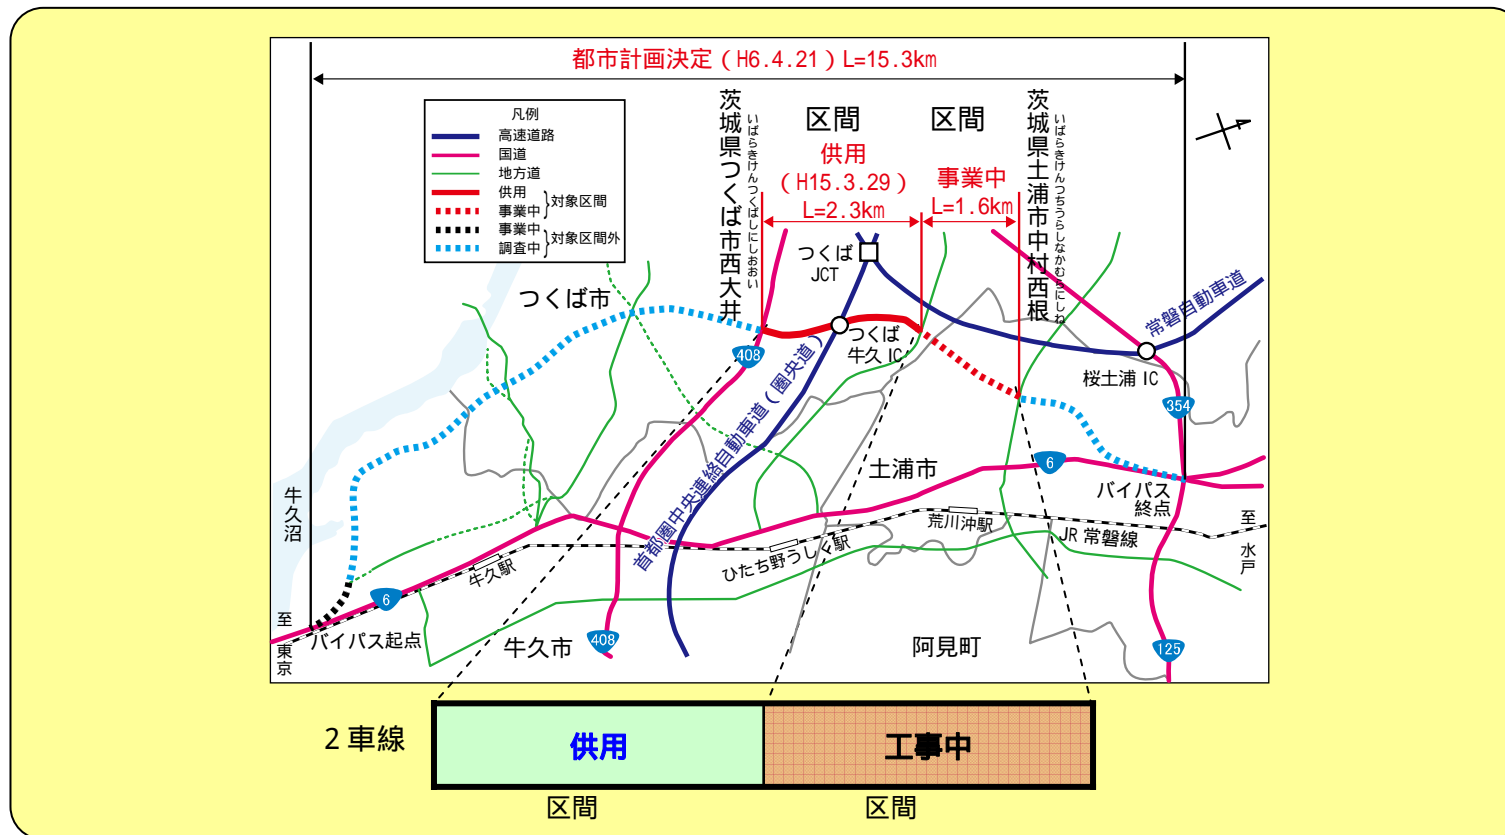 都市計画決定（H6.4.21）L=15.3km
凡例
高速道路
国道
地方道
供用
事業中
対象区間
事業中
調査中
対象区間外
茨城県つくば市西大井
いばらきけんつくばしにしおおい
区間
供用
（H15.3.29）
L=2.3km
区間
事業中
L=1.6km
茨城県土浦市中村西根
いばらきけんつちうらしなかむらにしね
つくば市
つくば
JCT
つくば
牛久 IC
常磐自動車道
桜土浦 IC
408
354
首都圏中央連絡自動車道（圏央道）
土浦市
6
バイパス
終点
牛久沼
荒川沖駅
JR 常磐線
至
水戸
牛久駅
ひたち野うしく駅
6
至
東京
バイパス起点
牛久市
408
阿見町
125
2 車線
供用
工事中
区間
区間